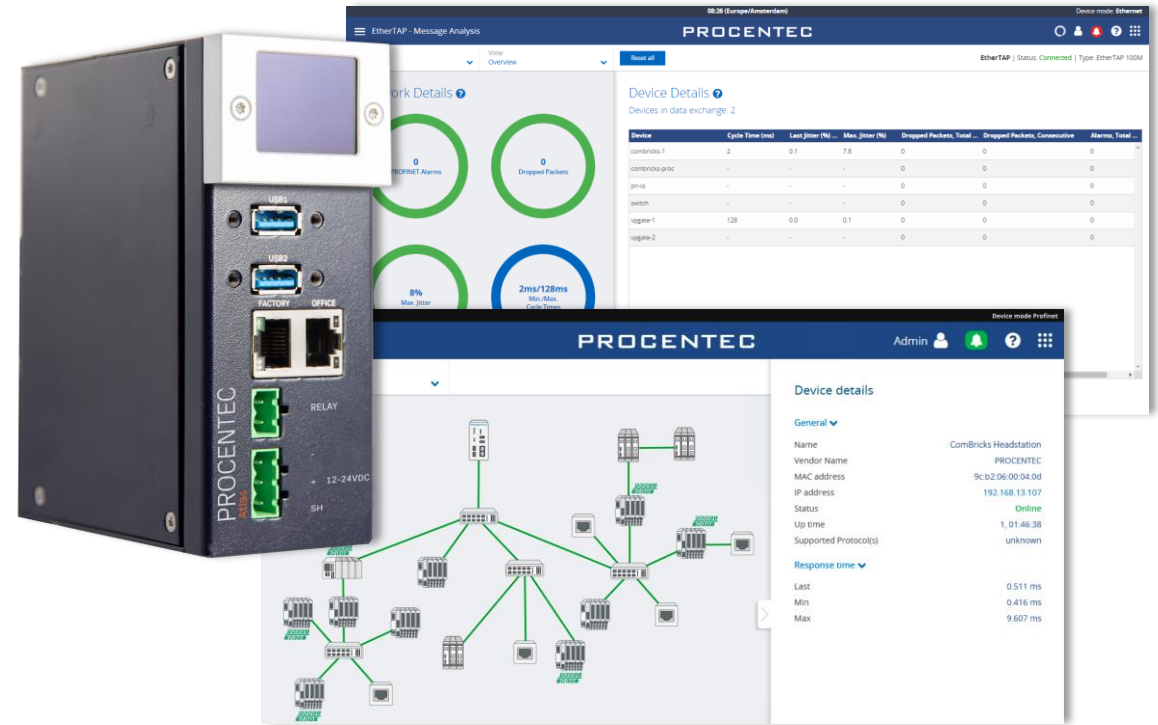 08:26 (Europe/Amsterdam)
Device mode: Ethernet
EtherTAP - Message Analysis
PROCENTEC
View
Overview
Reset all
EtherTAP | Status: Connected | Type: EtherTAP 100M
ork Details
0
PROFINET Alarms
0
Dropped Packets
8%
Max. Jitter
2ms/128ms
Min./Max.
Cycle Times
Device Details
Devices in data exchange: 2
Device Cycle Time (ms) Last Jitter (%) ... Max. Jitter (%) Dropped Packets, Total ... Dropped Packets, Consecutive Alarms, Total ...
combricks-1 2 0.1 7.8 0 0 0
combricks-proc - - - 0 0 0
pn-io - - - 0 0 0
switch - - - 0 0 0
vpgate-1 128 0.0 0.1 0 0 0
vpgate-2 - - - 0 0 0
USB1
USB2
FACTORY OFFICE
RELAY
-
+ 12-24VDC
SH
PROCENTEC
Atlas
Device mode Profinet
PROCENTEC
Admin
Device details
General
Name ComBricks Headstation
Vendor Name PROCENTEC
MAC address 9c:b2:06:00:04:0d
IP address 192.168.13.107
Status Online
Up time 1, 01:46:38
Supported Protocol(s) unknown
Response time
Last 0.511 ms
Min 0.416 ms
Max 9.607 ms